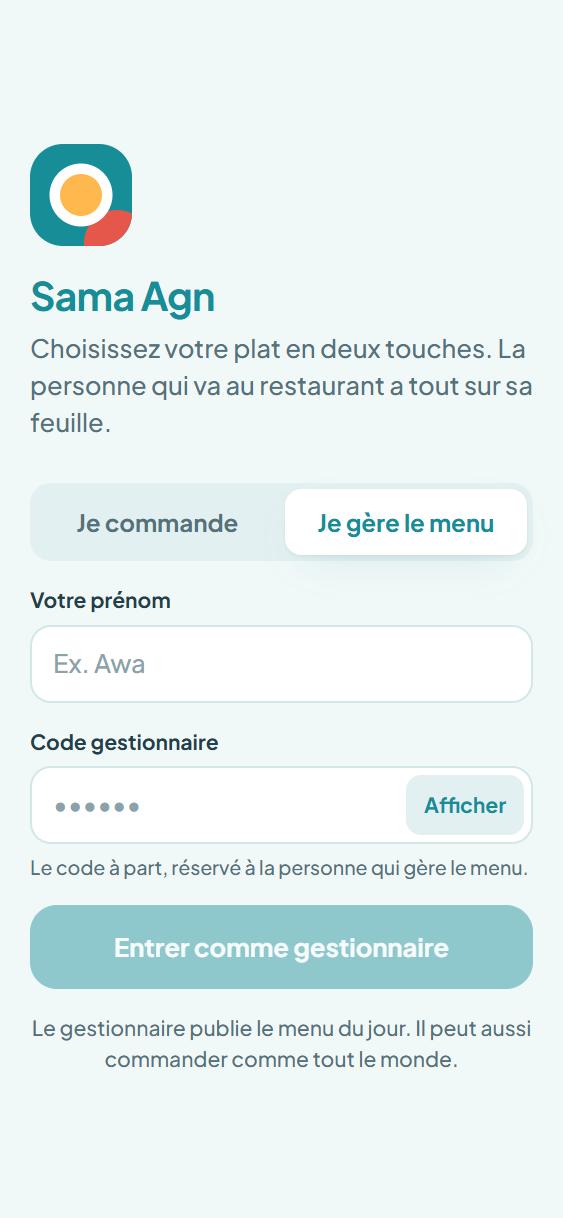 Sama Agn
Choisissez votre plat en deux touches. La
personne qui va au restaurant a tout sur sa
feuille.
Je commande
Je gère le menu
Votre prénom
Ex. Awa
Code gestionnaire
••••••
Afficher
Le code à part, réservé à la personne qui gère le menu.
Entrer comme gestionnaire
Le gestionnaire publie le menu du jour. Il peut aussi
commander comme tout le monde.